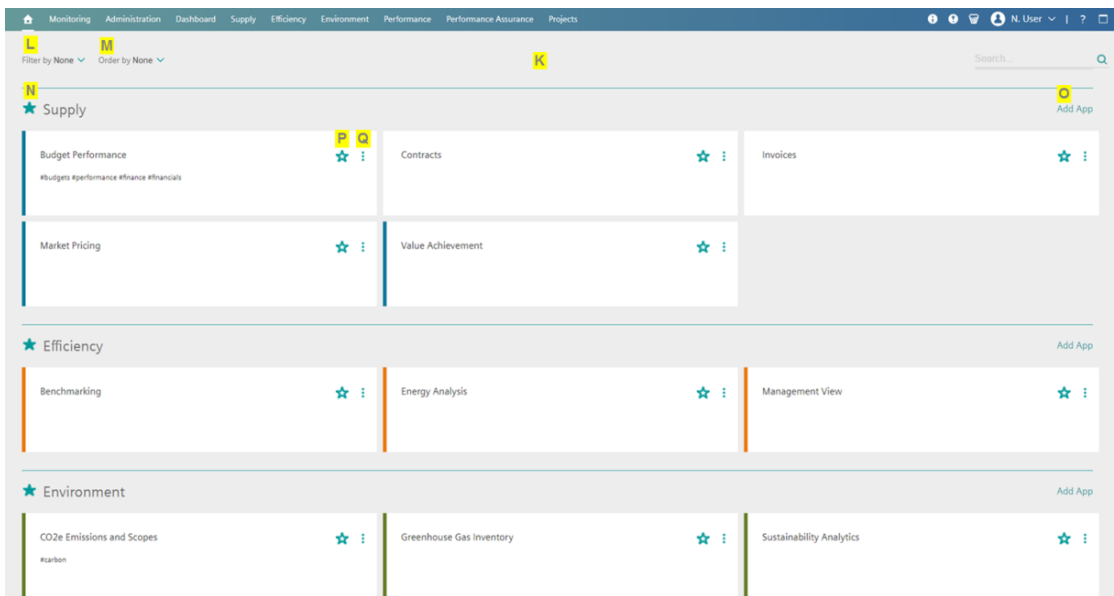 Monitoring Administration Dashboard Supply Efficiency Environment Performance Performance Assurance Projects N. User | ?
L M
K
Filter by None Order by None Search...
N O
Supply Add App
P Q
Budget Performance Contracts Invoices
#budgets #performance #finance #financials
Market Pricing Value Achievement
Efficiency Add App
Benchmarking Energy Analysis Management View
Environment Add App
CO2e Emissions and Scopes Greenhouse Gas Inventory Sustainability Analytics
#carbon